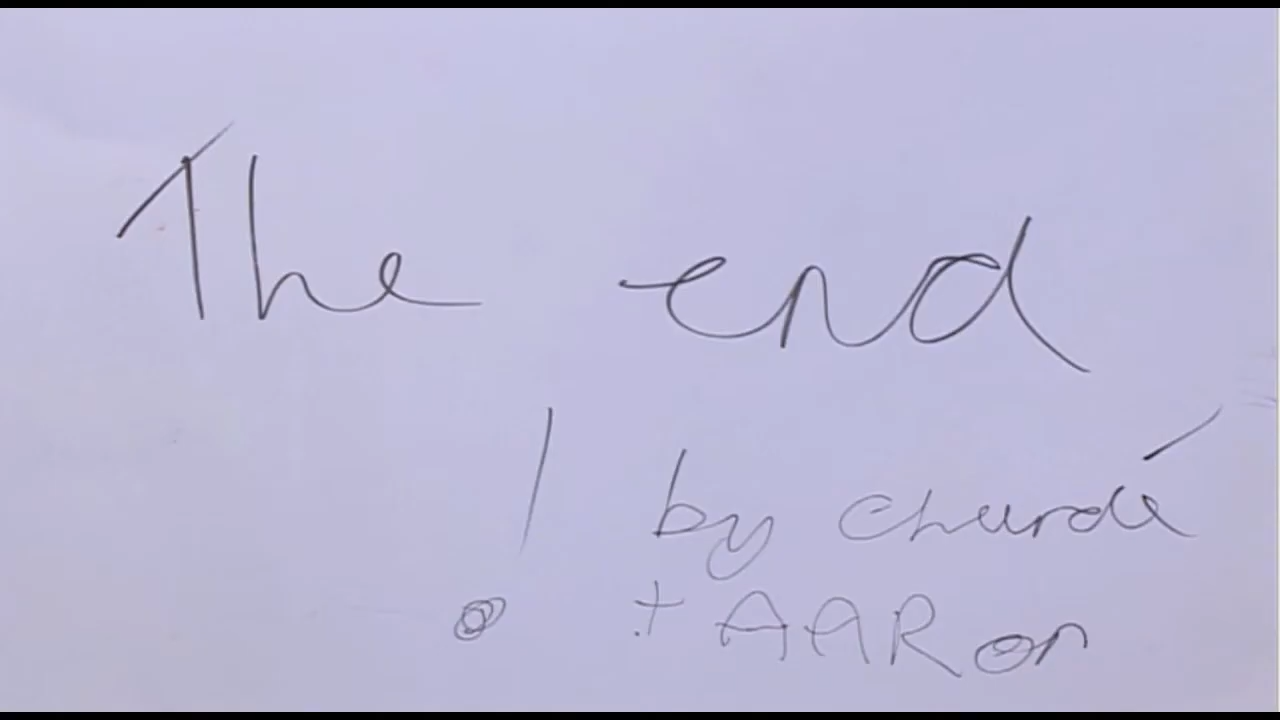 The end
! by
+ AARon